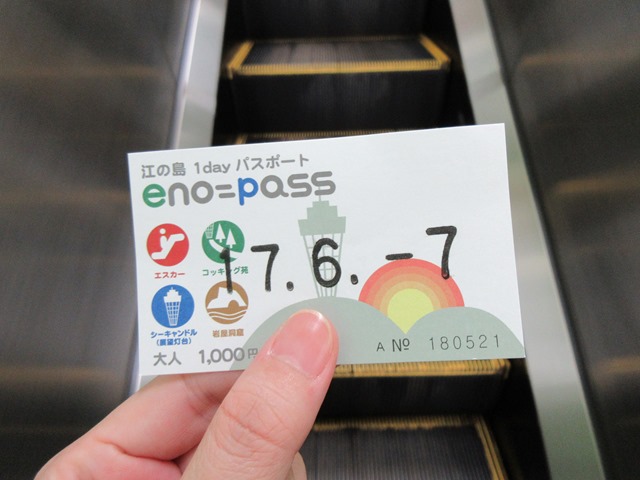 江の島 1day パスポート
eno=pass
エスカー
コッキング苑
17.6.-7
シーキャンドル
(展望灯台)
岩屋洞窟
大人 1,000円
A No 180521